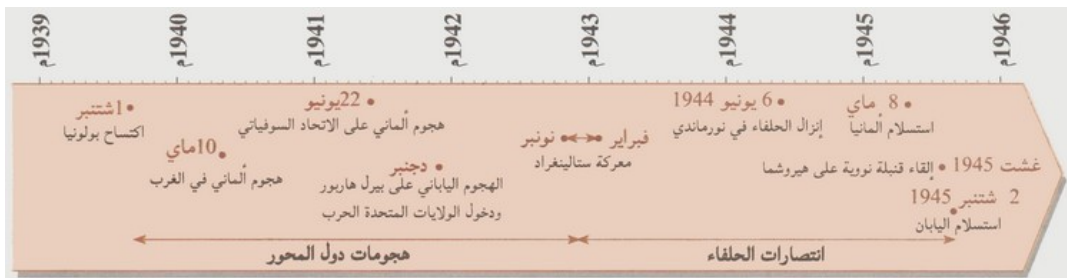 1939م
1940م
1941م
1942م
1943م
1944م
1945م
1946م
1شتنبر
اكتساح بولونيا
10ماي
هجوم ألماني في الغرب
22يونيو
هجوم ألماني على الاتحاد السوفياتي
دجنبر
الهجوم الياباني على بيرل هاربور
ودخول الولايات المتحدة الحرب
نونبر
فبراير
معركة ستالينغراد
6 يونيو 1944
إنزال الحلفاء في نورماندي
8 ماي
استسلام ألمانيا
غشت 1945
إلقاء قنبلة نووية على هيروشما
2 شتنبر 1945
استسلام اليابان
هجومات دول المحور
انتصارات الحلفاء